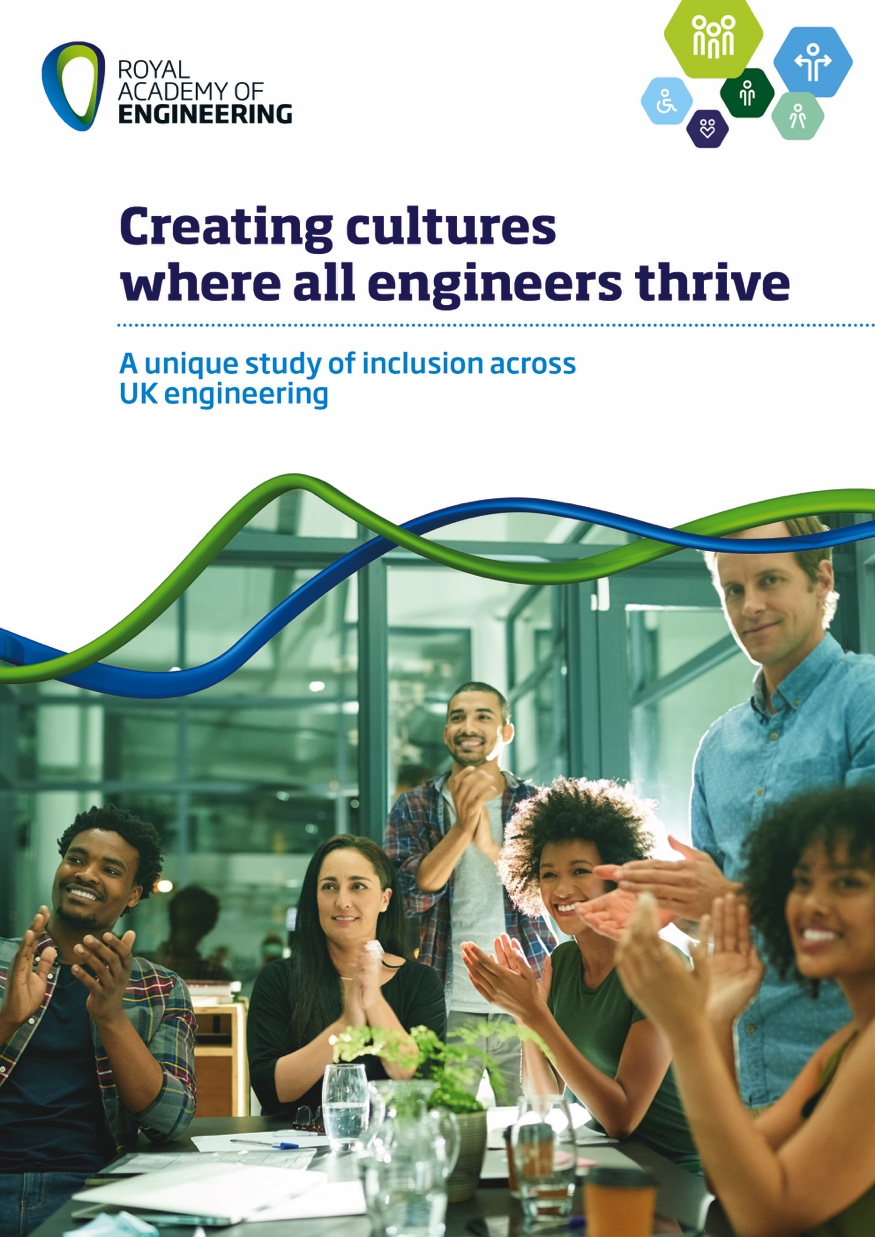 ROYAL
ACADEMY OF
ENGINEERING
Creating cultures
where all engineers thrive
A unique study of inclusion across
UK engineering